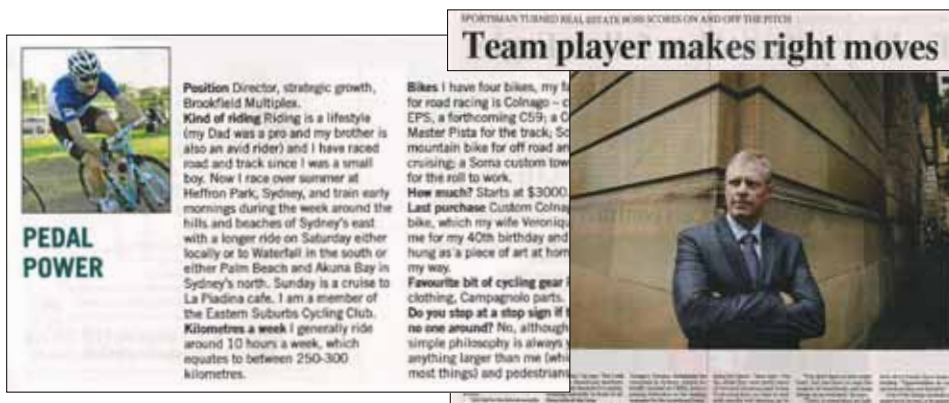 SPORTSMAN TURNED REAL ESTATE BOSS SCORES ON AND OFF THE PITCH
Team player makes right moves
PEDAL
POWER
Position Director, strategic growth,
Brookfield Multiplex.
Kind of riding Riding is a lifestyle
(my Dad was a pro and my brother is
also an avid rider) and I have raced
road and track since I was a small
boy. Now I race over summer at
Heffron Park, Sydney, and train early
mornings during the week around the
hills and beaches of Sydney's east
with a longer ride on Saturday either
locally or to Waterfall in the south or
either Palm Beach and Akuna Bay in
Sydney's north. Sunday is a cruise to
La Piadina cafe. I am a member of
the Eastern Suburbs Cycling Club.
Kilometres a week I generally ride
around 10 hours a week, which
equates to between 250-300
kilometres.
Bikes I have four bikes, my
for road racing is Colnago –
EPS, a forthcoming C59; a
Master Pista for the track;
mountain bike for off road
cruising; a Soma custom
for the roll to work.
How much? Starts at $3000.
Last purchase Custom
bike, which my wife
me for my 40th birthday and
hung as a piece of art at
my way.
Favourite bit of cycling gear
clothing, Campagnolo parts.
Do you stop at a stop sign if
no one around? No, although
simple philosophy is always
anything larger than me
most things) and